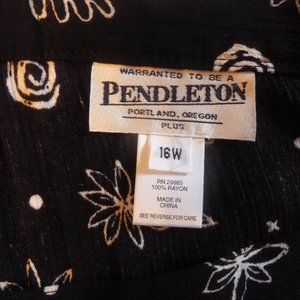 WARRANTED TO BE A
PENDLETON
PORTLAND, OREGON
PLUS
16W
RN 29685
100% RAYON
MADE IN
CHINA
SEE REVERSE FOR CARE